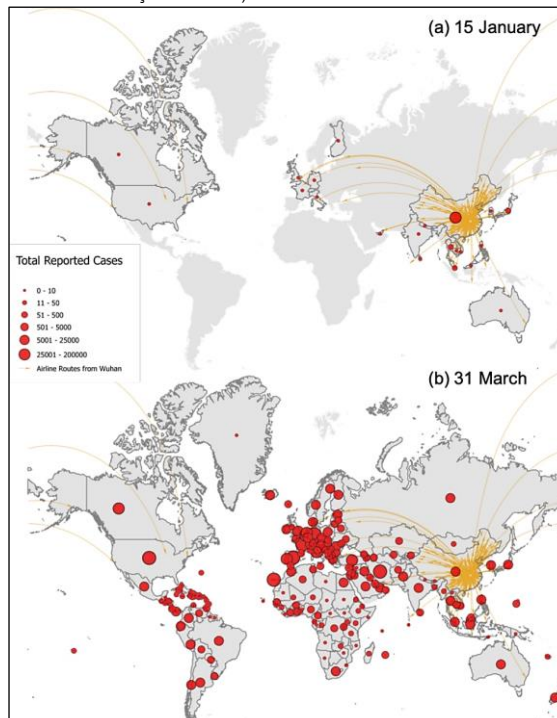 (a) 15 January
Total Reported Cases
0 - 10
11 - 50
51 - 500
501 - 5000
5001 - 25000
25001 - 200000
Airline Routes from Wuhan
(b) 31 March